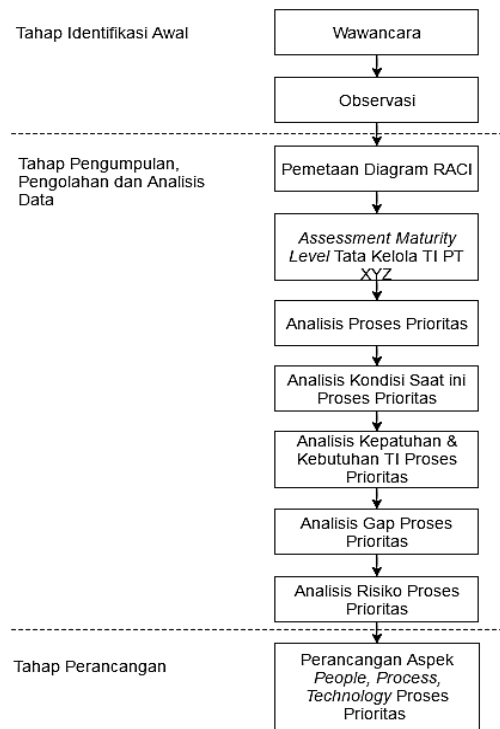 Tahap Identifikasi Awal
Wawancara
Observasi
Tahap Pengumpulan,
Pengolahan dan Analisis
Data
Pemetaan Diagram RACI
Assessment Maturity
Level Tata Kelola TI PT
XYZ
Analisis Proses Prioritas
Analisis Kondisi Saat ini
Proses Prioritas
Analisis Kepatuhan &
Kebutuhan TI Proses
Prioritas
Analisis Gap Proses
Prioritas
Analisis Risiko Proses
Prioritas
Tahap Perancangan
Perancangan Aspek
People, Process,
Technology Proses
Prioritas